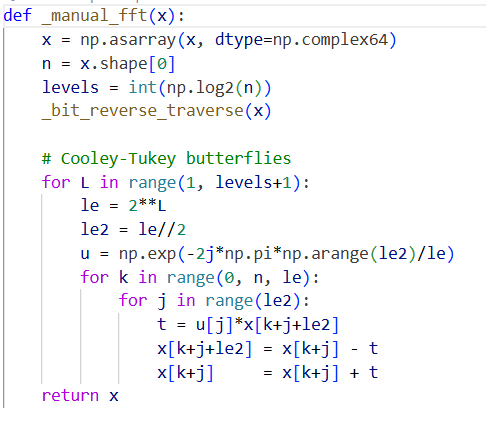 def _manual_fft(x):
    x = np.asarray(x, dtype=np.complex64)
    n = x.shape[0]
    levels = int(np.log2(n))
    _bit_reverse_traverse(x)

    # Cooley-Tukey butterflies
    for L in range(1, levels+1):
        le = 2**L
        le2 = le//2
        u = np.exp(-2j*np.pi*np.arange(le2)/le)
        for k in range(0, n, le):
            for j in range(le2):
                t = u[j]*x[k+j+le2]
                x[k+j+le2] = x[k+j] - t
                x[k+j]     = x[k+j] + t
    return x